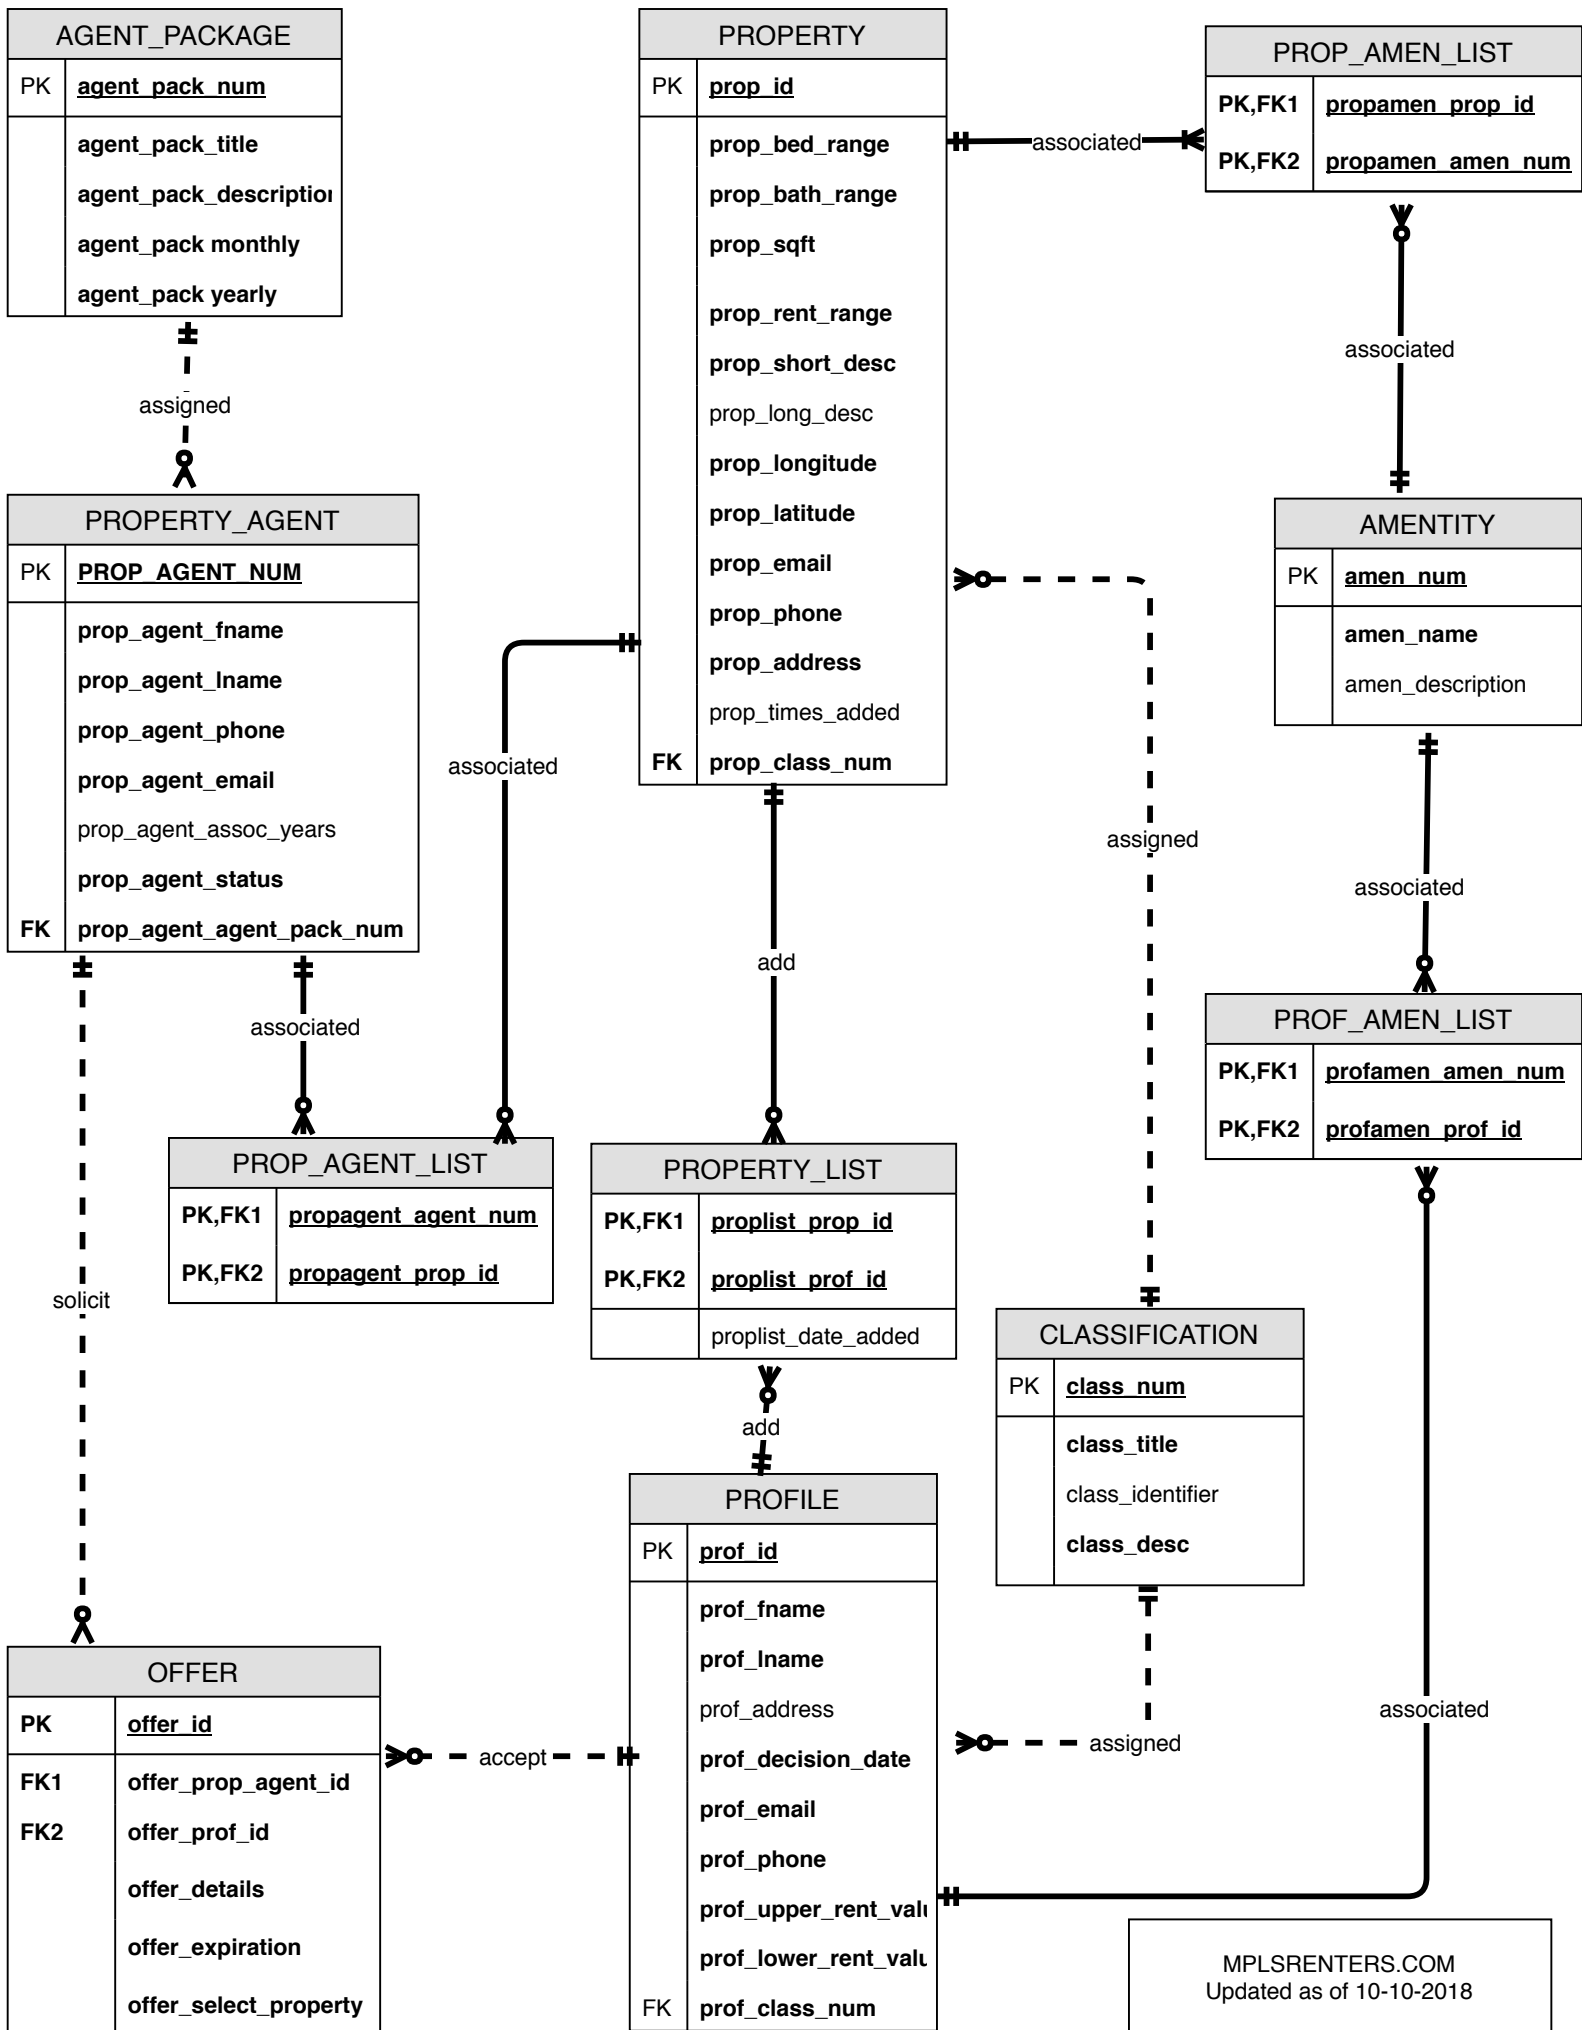 AGENT_PACKAGE
PK agent_pack_num
agent_pack_title
agent_pack_description
agent_pack monthly
agent_pack yearly
assigned
PROPERTY_AGENT
PK PROP_AGENT_NUM
prop_agent_fname
prop_agent_lname
prop_agent_phone
prop_agent_email
prop_agent_assoc_years
prop_agent_status
FK prop_agent_agent_pack_num
associated
solicit
PROP_AGENT_LIST
PK,FK1 propagent_agent_num
PK,FK2 propagent_prop_id
OFFER
PK offer_id
FK1 offer_prop_agent_id
FK2 offer_prof_id
offer_details
offer_expiration
offer_select_property
accept
PROPERTY
PK prop_id
prop_bed_range
prop_bath_range
prop_sqft
prop_rent_range
prop_short_desc
prop_long_desc
prop_longitude
prop_latitude
prop_email
prop_phone
prop_address
prop_times_added
FK prop_class_num
associated
add
PROPERTY_LIST
PK,FK1 proplist_prop_id
PK,FK2 proplist_prof_id
proplist_date_added
add
PROFILE
PK prof_id
prof_fname
prof_lname
prof_address
prof_decision_date
prof_email
prof_phone
prof_upper_rent_valu
prof_lower_rent_valu
FK prof_class_num
associated
PROP_AMEN_LIST
PK,FK1 propamen_prop_id
PK,FK2 propamen_amen_num
associated
AMENTITY
PK amen_num
amen_name
amen_description
associated
PROF_AMEN_LIST
PK,FK1 profamen_amen_num
PK,FK2 profamen_prof_id
assigned
CLASSIFICATION
PK class_num
class_title
class_identifier
class_desc
assigned
associated
MPLSRENTERS.COM
Updated as of 10-10-2018